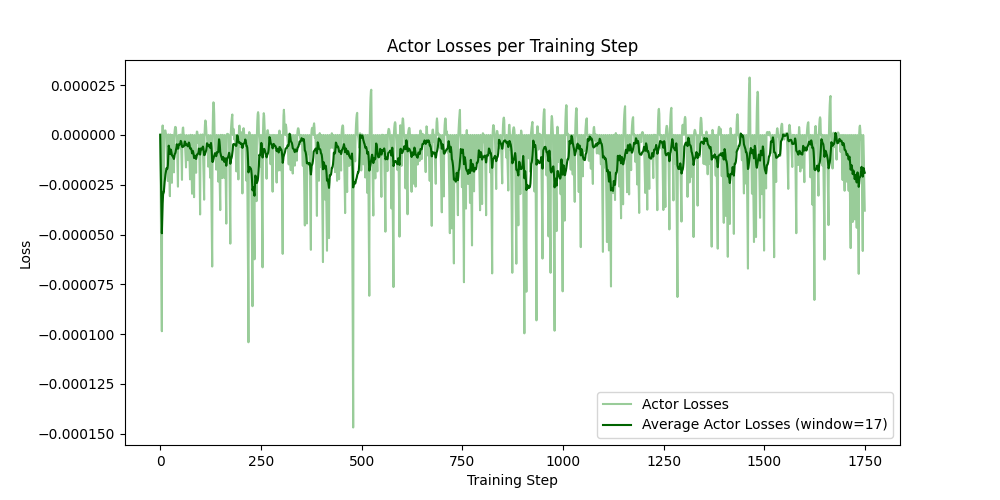 Actor Losses per Training Step
Loss
0.000025
0.000000
−0.000025
−0.000050
−0.000075
−0.000100
−0.000125
−0.000150
Actor Losses
Average Actor Losses (window=17)
0 250 500 750 1000 1250 1500 1750
Training Step